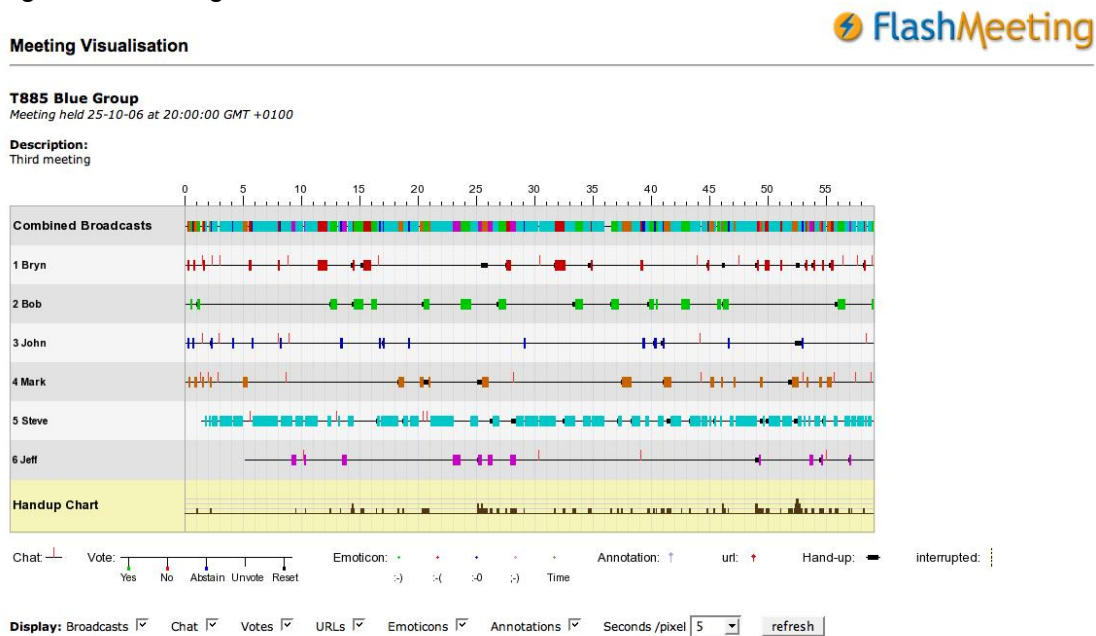 FlashMeeting
Meeting Visualisation
T885 Blue Group
Meeting held 25-10-06 at 20:00:00 GMT +0100
Description:
Third meeting
0 5 10 15 20 25 30 35 40 45 50 55
Combined Broadcasts
1 Bryn
2 Bob
3 John
4 Mark
5 Steve
6 Jeff
Handup Chart
Chat: Vote: Emoticon: Annotation: url: Hand-up: interrupted:
Yes No Abstain Unvote Reset :-) :-( :-0 ;-) Time
Display: Broadcasts Chat Votes URLs Emoticons Annotations Seconds /pixel 5 refresh